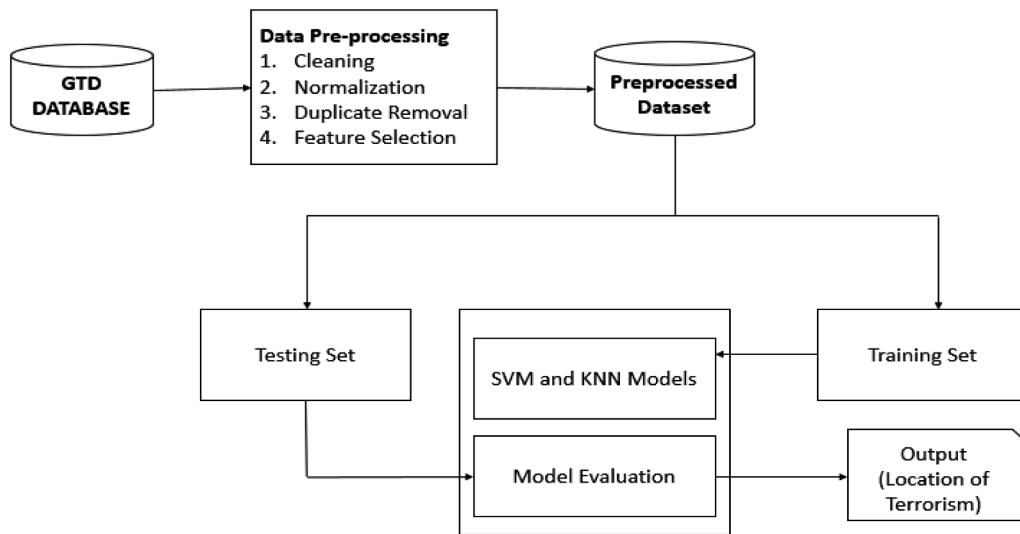 GTD
DATABASE
Data Pre-processing
1. Cleaning
2. Normalization
3. Duplicate Removal
4. Feature Selection
Preprocessed
Dataset
Testing Set
SVM and KNN Models
Training Set
Model Evaluation
Output
(Location of
Terrorism)